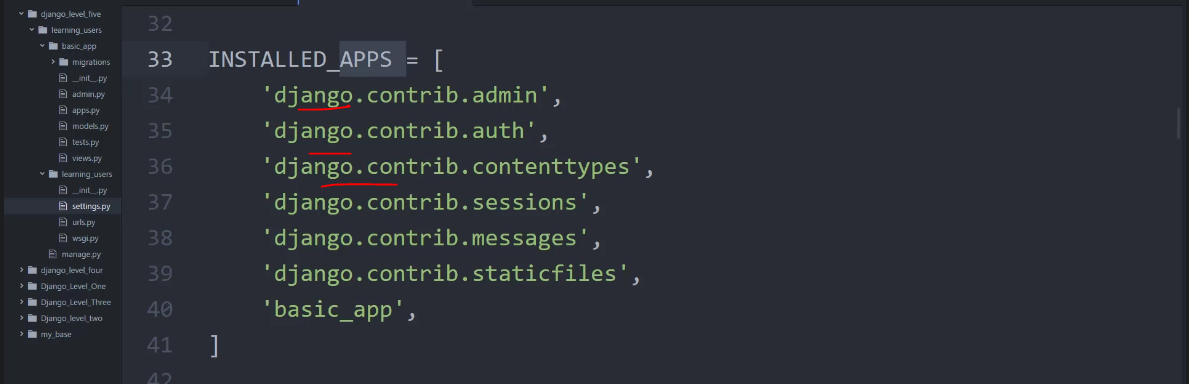 django_level_five
learning_users
basic_app
migrations
__init__.py
admin.py
apps.py
models.py
tests.py
views.py
learning_users
__init__.py
settings.py
urls.py
wsgi.py
manage.py
django_level_four
Django_Level_One
Django_Level_Three
Django_level_two
my_base
32
33 INSTALLED_APPS = [
34 'django.contrib.admin',
35 'django.contrib.auth',
36 'django.contrib.contenttypes',
37 'django.contrib.sessions',
38 'django.contrib.messages',
39 'django.contrib.staticfiles',
40 'basic_app',
41 ]
42